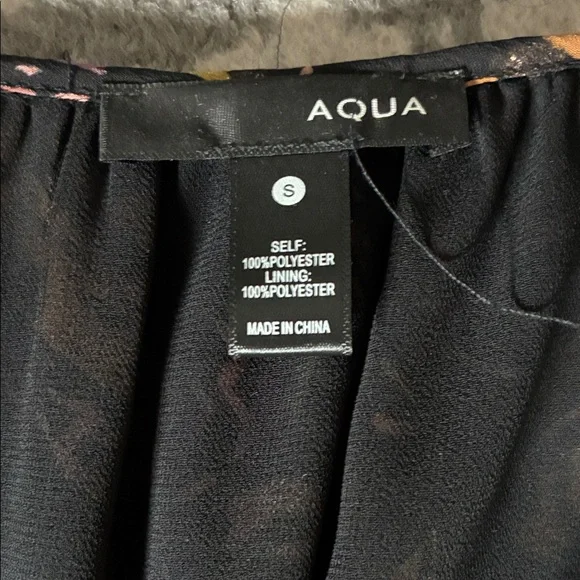 AQUA
S
SELF:
100%POLYESTER
LINING:
100%POLYESTER
MADE IN CHINA